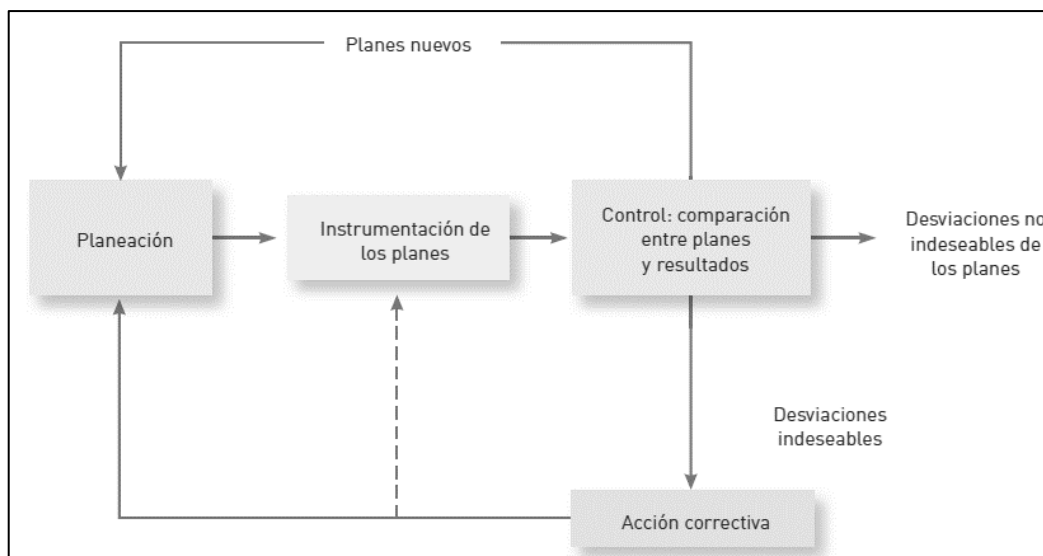 Planes nuevos
Planeación
Instrumentación de
los planes
Control: comparación
entre planes
y resultados
Desviaciones no
indeseables de
los planes
Desviaciones
indeseables
Acción correctiva